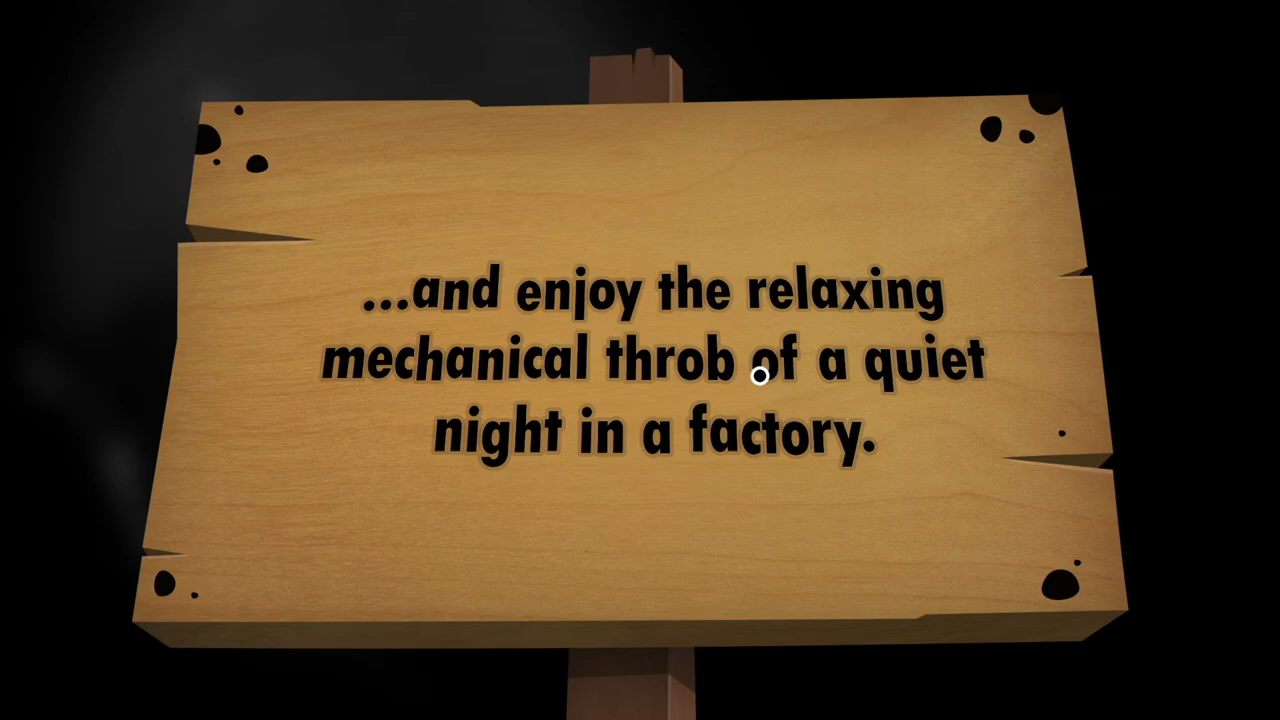 ...and enjoy the relaxing
mechanical throb of a quiet
night in a factory.